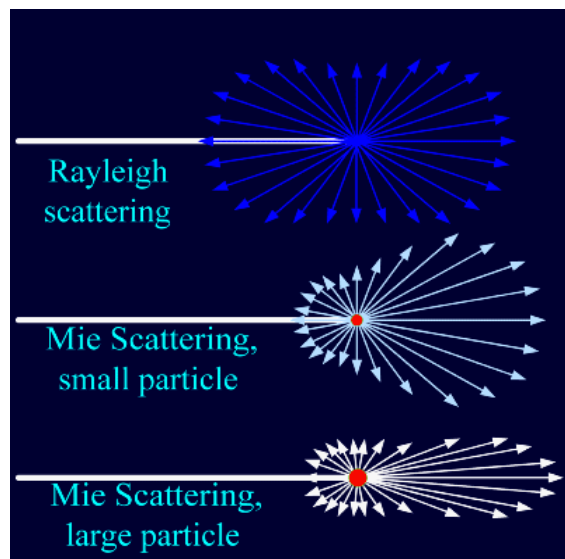 Rayleigh
scattering
Mie Scattering,
small particle
Mie Scattering,
large particle